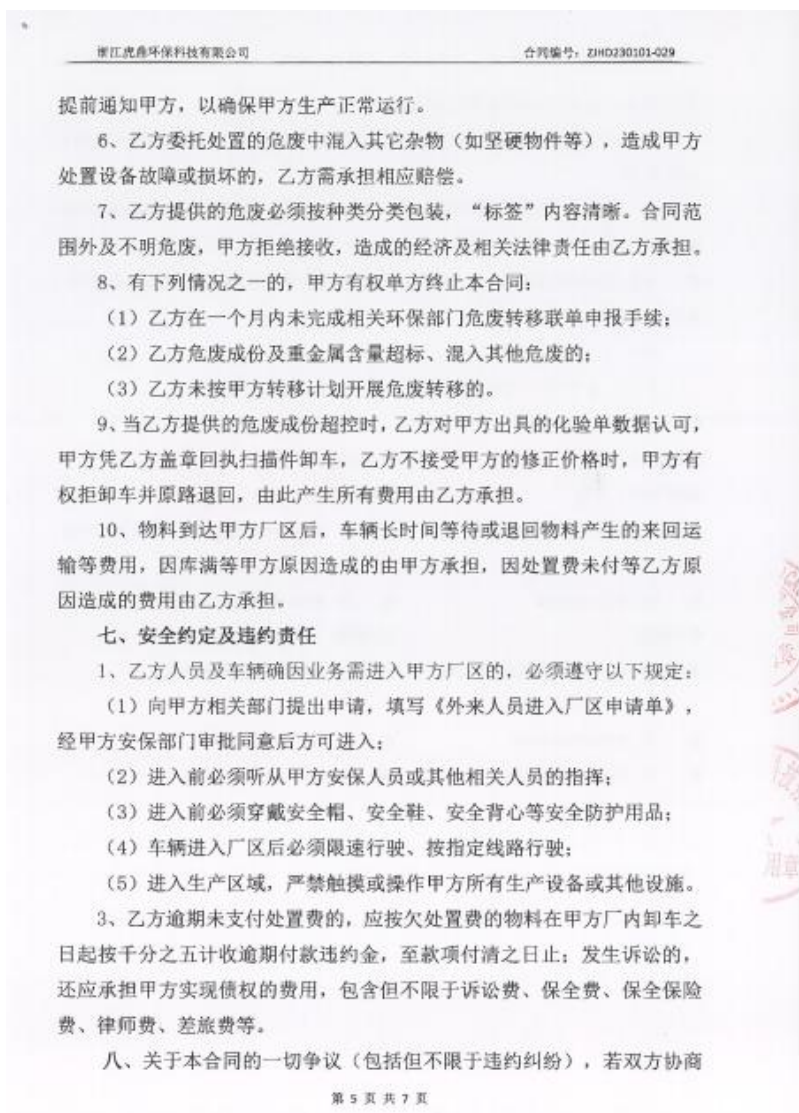 浙江虎鼎环保科技有限公司 合同编号：ZJHD230101-029
提前通知甲方，以确保甲方生产正常运行。
6、乙方委托处置的危废中混入其它杂物（如坚硬物件等），造成甲方
处置设备故障或损坏的，乙方需承担相应赔偿。
7、乙方提供的危废必须按种类分类包装，“标签”内容清晰。合同范
围外及不明危废，甲方拒绝接收，造成的经济及相关法律责任由乙方承担。
8、有下列情况之一的，甲方有权单方终止本合同：
（1）乙方在一个月内未完成相关环保部门危废转移联单申报手续；
（2）乙方危废成份及重金属含量超标、混入其他危废的；
（3）乙方未按甲方转移计划开展危废转移的。
9、当乙方提供的危废成份超控时，乙方对甲方出具的化验单数据认可，
甲方凭乙方盖章回执扫描件卸车，乙方不接受甲方的修正价格时，甲方有
权拒卸车并原路退回，由此产生所有费用由乙方承担。
10、物料到达甲方厂区后，车辆长时间等待或退回物料产生的来回运
输等费用，因库满等甲方原因造成的由甲方承担，因处置费未付等乙方原
因造成的费用由乙方承担。
七、安全约定及违约责任
1、乙方人员及车辆确因业务需进入甲方厂区的，必须遵守以下规定：
（1）向甲方相关部门提出申请，填写《外来人员进入厂区申请单》，
经甲方安保部门审批同意后方可进入；
（2）进入前必须听从甲方安保人员或其他相关人员的指挥；
（3）进入前必须穿戴安全帽、安全鞋、安全背心等安全防护用品；
（4）车辆进入厂区后必须限速行驶、按指定线路行驶；
（5）进入生产区域，严禁触摸或操作甲方所有生产设备或其他设施。
3、乙方逾期未支付处置费的，应按欠处置费的物料在甲方厂内卸车之
日起按千分之五计收逾期付款违约金，至款项付清之日止；发生诉讼的，
还应承担甲方实现债权的费用，包含但不限于诉讼费、保全费、保全保险
费、律师费、差旅费等。
八、关于本合同的一切争议（包括但不限于违约纠纷），若双方协商
第 5 页 共 7 页